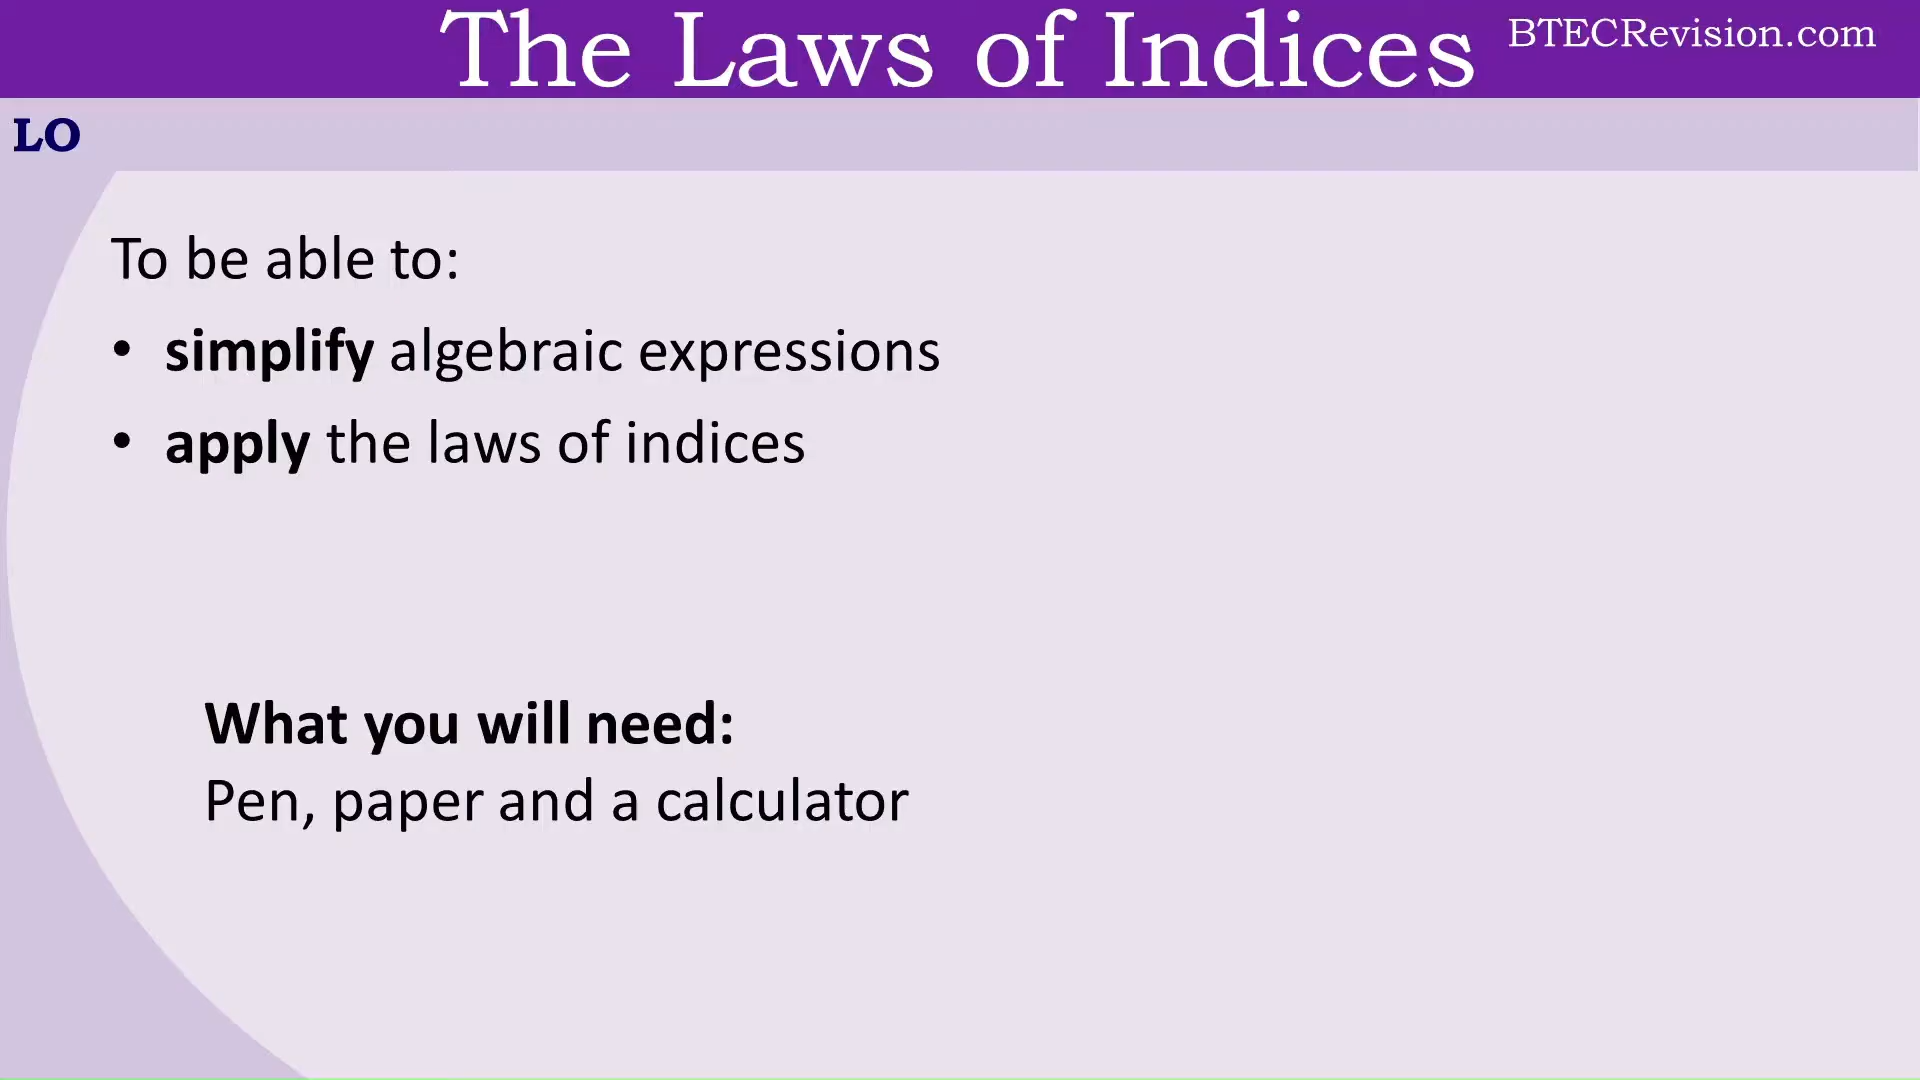 The Laws of Indices
BTECRevision.com
LO
To be able to:
• simplify algebraic expressions
• apply the laws of indices
What you will need:
Pen, paper and a calculator